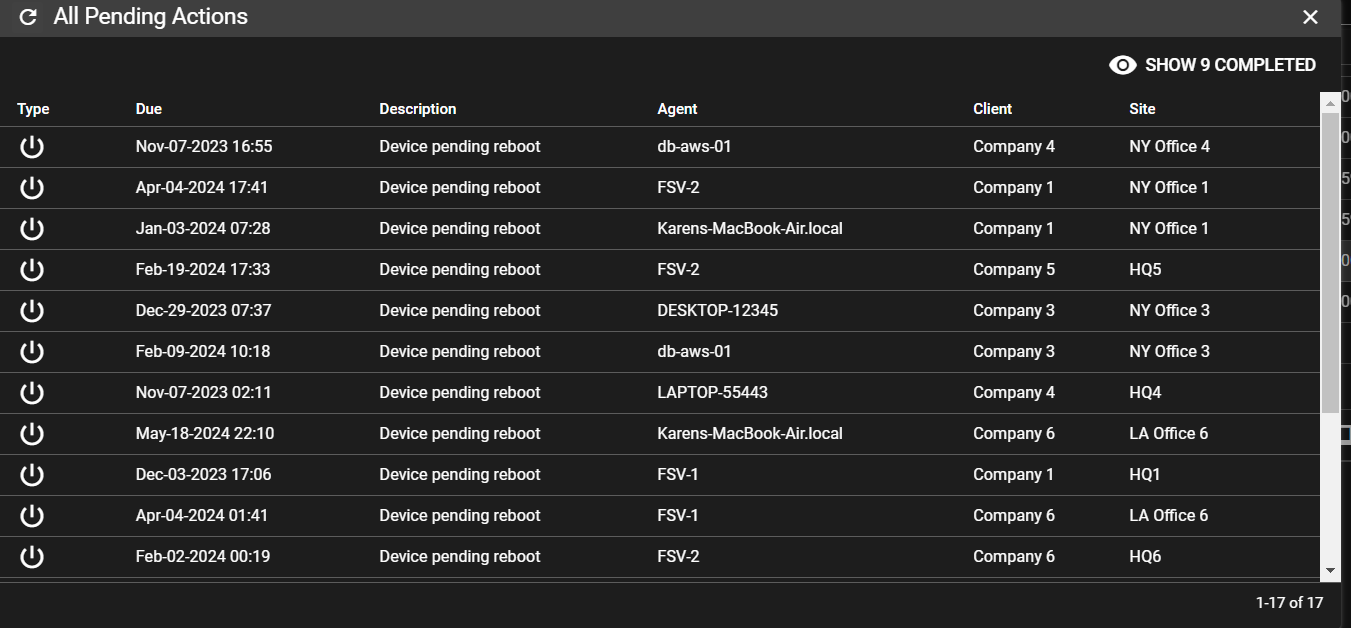 All Pending Actions
SHOW 9 COMPLETED
Type Due Description Agent Client Site
Nov-07-2023 16:55 Device pending reboot db-aws-01 Company 4 NY Office 4
Apr-04-2024 17:41 Device pending reboot FSV-2 Company 1 NY Office 1
Jan-03-2024 07:28 Device pending reboot Karens-MacBook-Air.local Company 1 NY Office 1
Feb-19-2024 17:33 Device pending reboot FSV-2 Company 5 HQ5
Dec-29-2023 07:37 Device pending reboot DESKTOP-12345 Company 3 NY Office 3
Feb-09-2024 10:18 Device pending reboot db-aws-01 Company 3 NY Office 3
Nov-07-2023 02:11 Device pending reboot LAPTOP-55443 Company 4 HQ4
May-18-2024 22:10 Device pending reboot Karens-MacBook-Air.local Company 6 LA Office 6
Dec-03-2023 17:06 Device pending reboot FSV-1 Company 1 HQ1
Apr-04-2024 01:41 Device pending reboot FSV-1 Company 6 LA Office 6
Feb-02-2024 00:19 Device pending reboot FSV-2 Company 6 HQ6
1-17 of 17